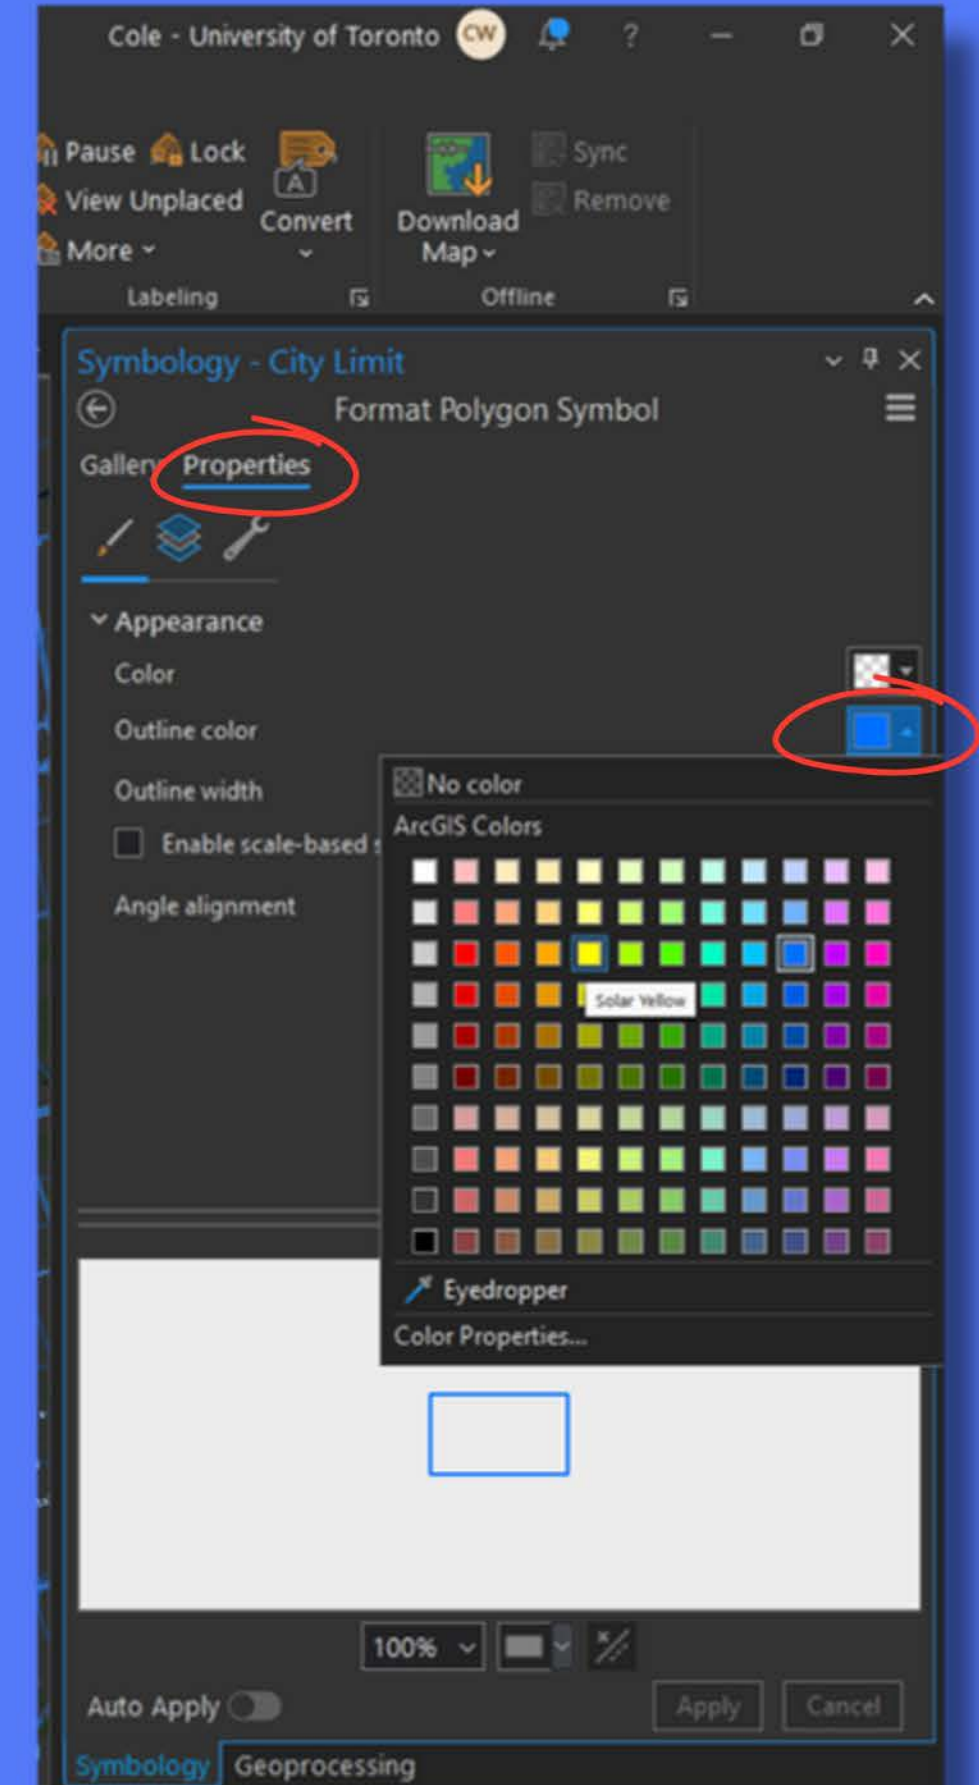 Cole - University of Toronto CW ?
Pause Lock
View Unplaced
More
A
Convert
Download
Map
Sync
Remove
Labeling
Offline
Symbology - City Limit
Format Polygon Symbol
Gallery Properties
Appearance
Color
Outline color
Outline width
Enable scale-based
Angle alignment
No color
ArcGIS Colors
Solar Yellow
Eyedropper
Color Properties...
100%
Auto Apply
Apply Cancel
Symbology Geoprocessing